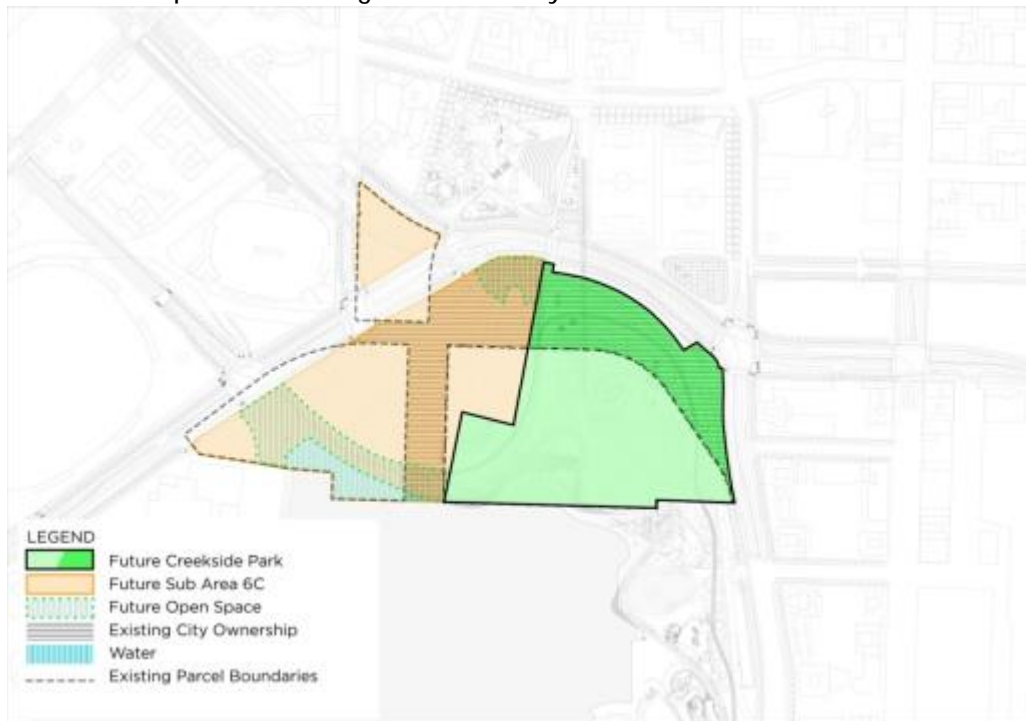 LEGEND
Future Creekside Park
Future Sub Area 6C
Future Open Space
Existing City Ownership
Water
Existing Parcel Boundaries